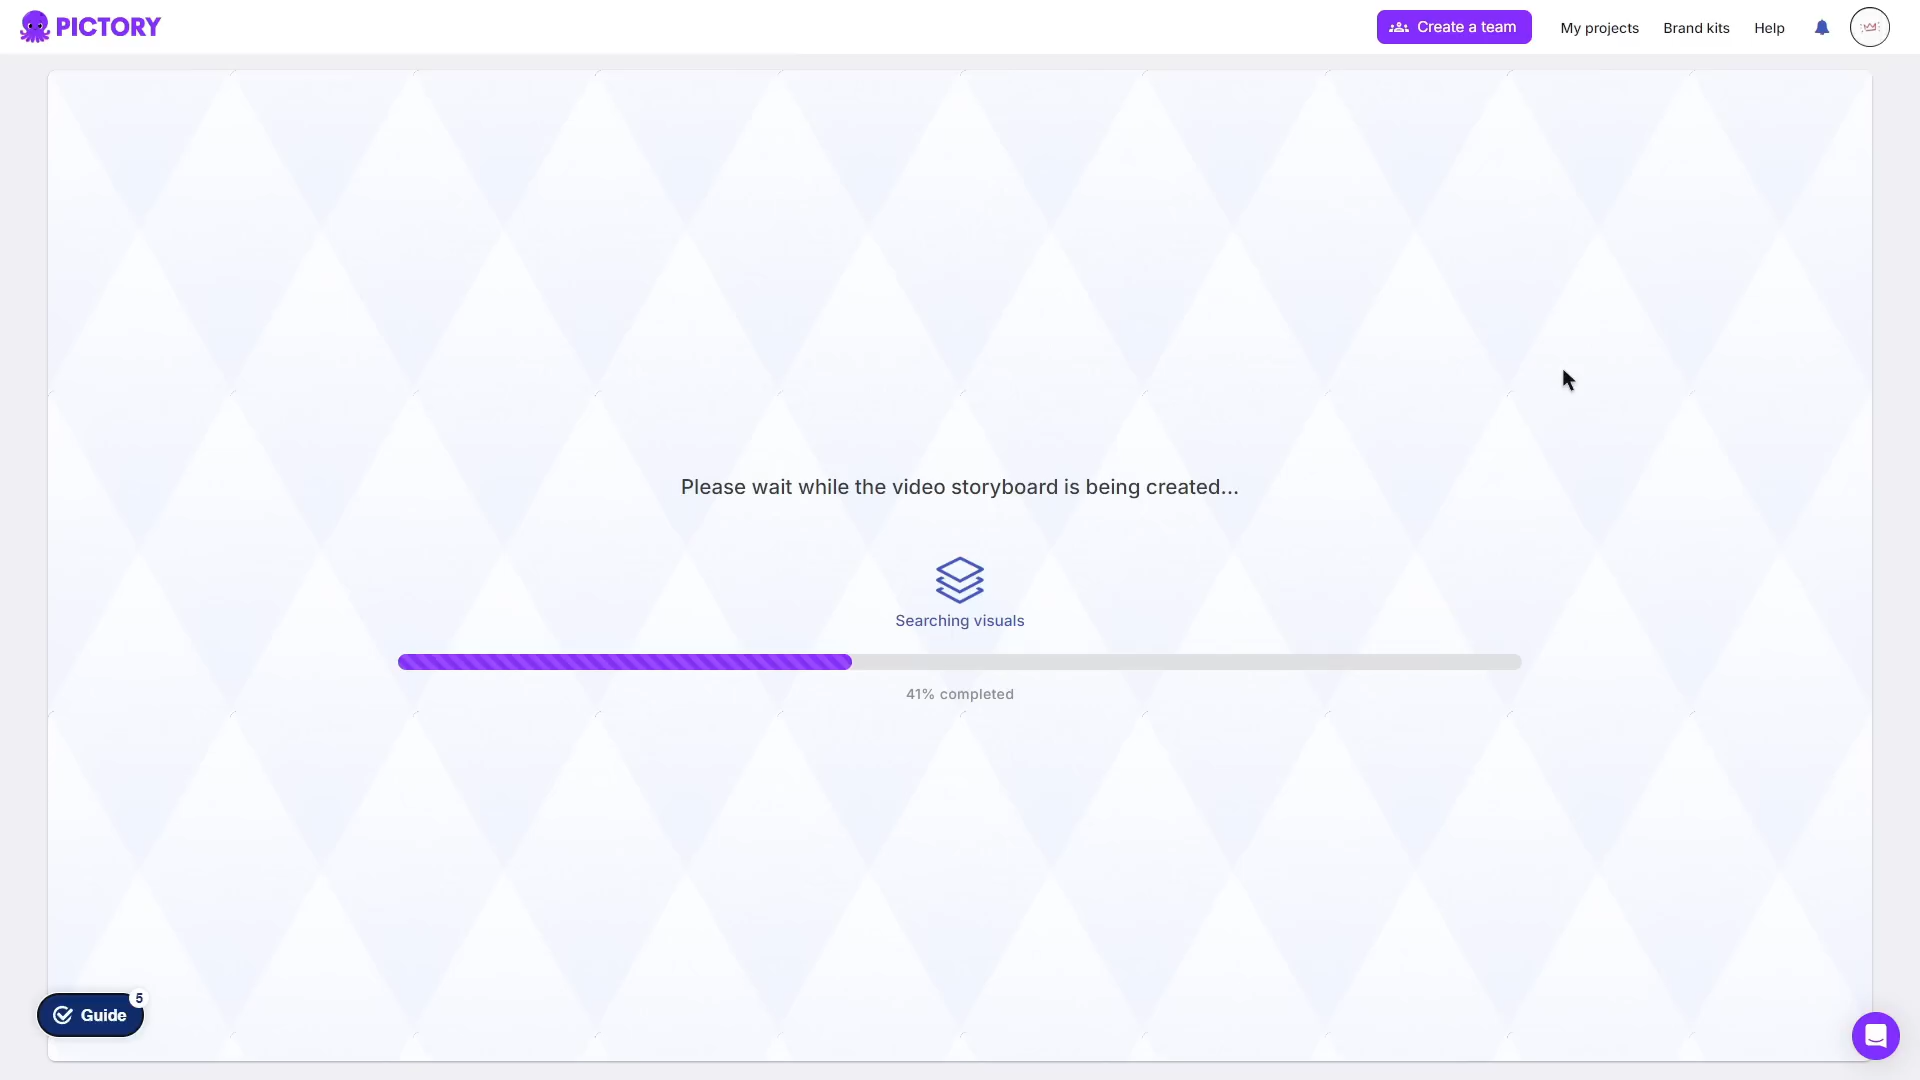 PICTORY
Create a team
My projects
Brand kits
Help
Please wait while the video storyboard is being created...
Searching visuals
41% completed
5
Guide